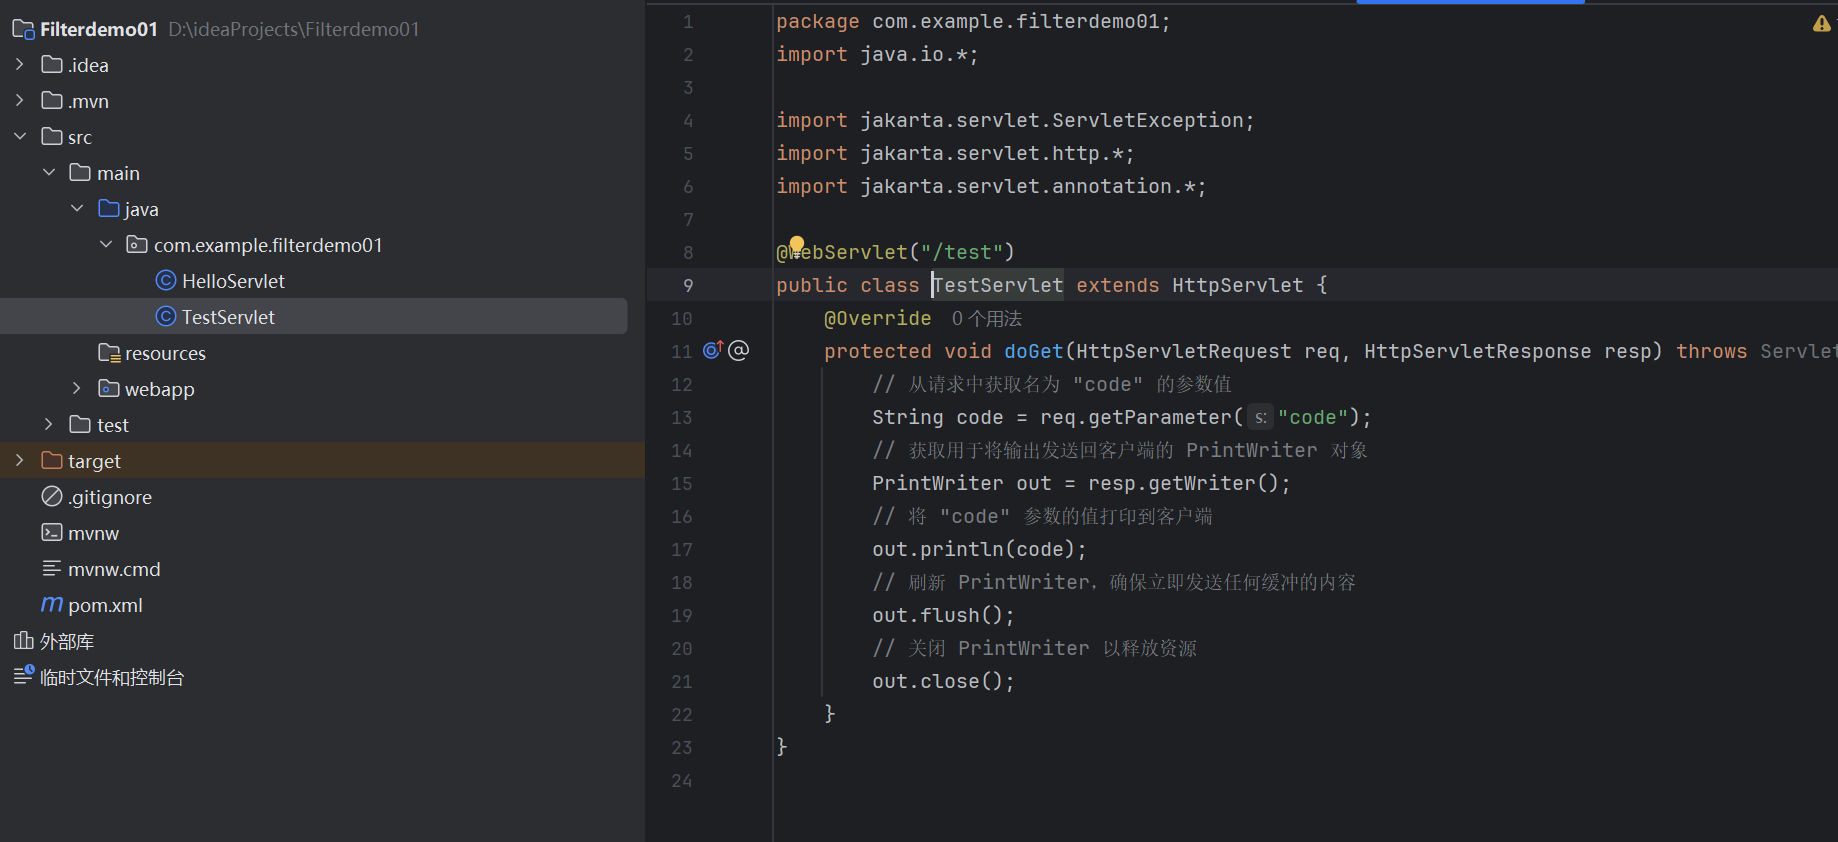 Filterdemo01 D:\ideaProjects\Filterdemo01
.idea
.mvn
src
main
java
com.example.filterdemo01
HelloServlet
TestServlet
resources
webapp
test
target
.gitignore
mvnw
mvnw.cmd
pom.xml
外部库
临时文件和控制台
1 package com.example.filterdemo01;
2 import java.io.*;
3
4 import jakarta.servlet.ServletException;
5 import jakarta.servlet.http.*;
6 import jakarta.servlet.annotation.*;
7
8 @WebServlet("/test")
9 public class TestServlet extends HttpServlet {
10 @Override 0 个用法
11 protected void doGet(HttpServletRequest req, HttpServletResponse resp) throws Servlet
12 // 从请求中获取名为 "code" 的参数值
13 String code = req.getParameter( s: "code");
14 // 获取用于将输出发送回客户端的 PrintWriter 对象
15 PrintWriter out = resp.getWriter();
16 // 将 "code" 参数的值打印到客户端
17 out.println(code);
18 // 刷新 PrintWriter，确保立即发送任何缓冲的内容
19 out.flush();
20 // 关闭 PrintWriter 以释放资源
21 out.close();
22 }
23 }
24